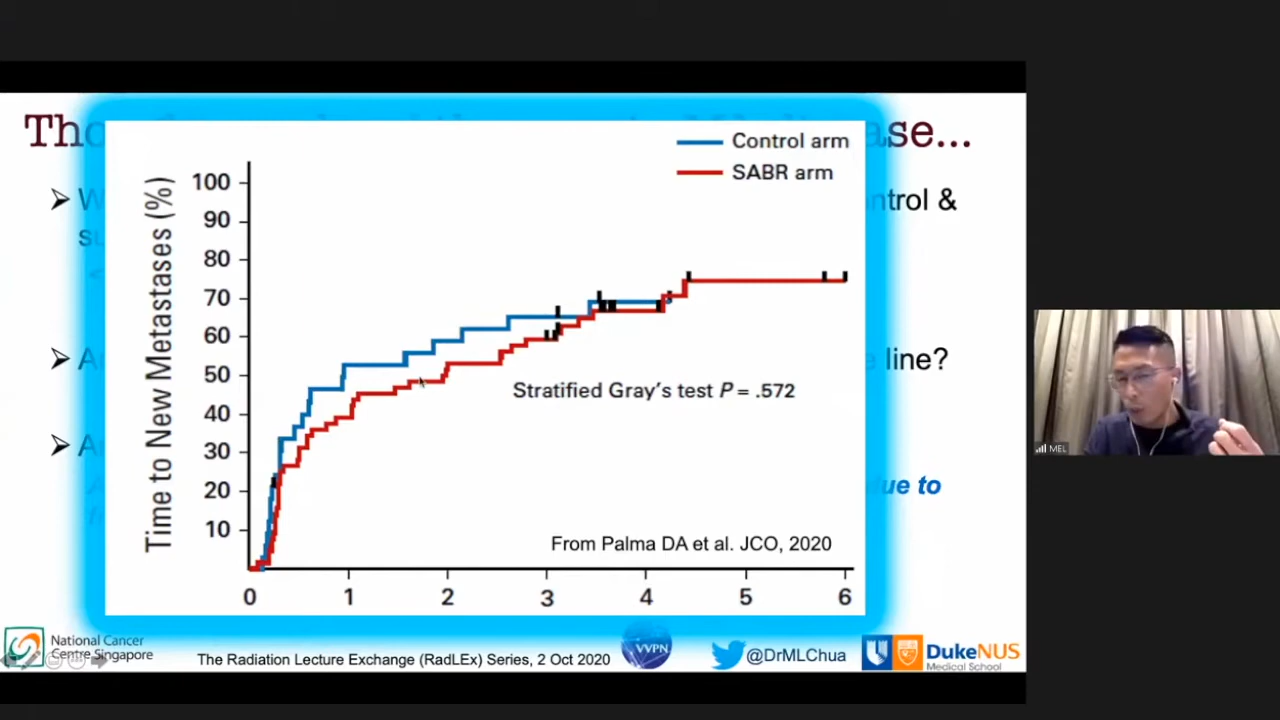 Tho
ase...
Control arm
SABR arm
Time to New Metastases (%)
100
90
80
70
60
50
40
30
20
10
0 1 2 3 4 5 6
Stratified Gray's test P = .572
From Palma DA et al. JCO, 2020
ntrol &
line?
ue to
MEL
National Cancer
Centre Singapore
The Radiation Lecture Exchange (RadLEx) Series, 2 Oct 2020
VVPN
@DrMLChua
DukeNUS
Medical School